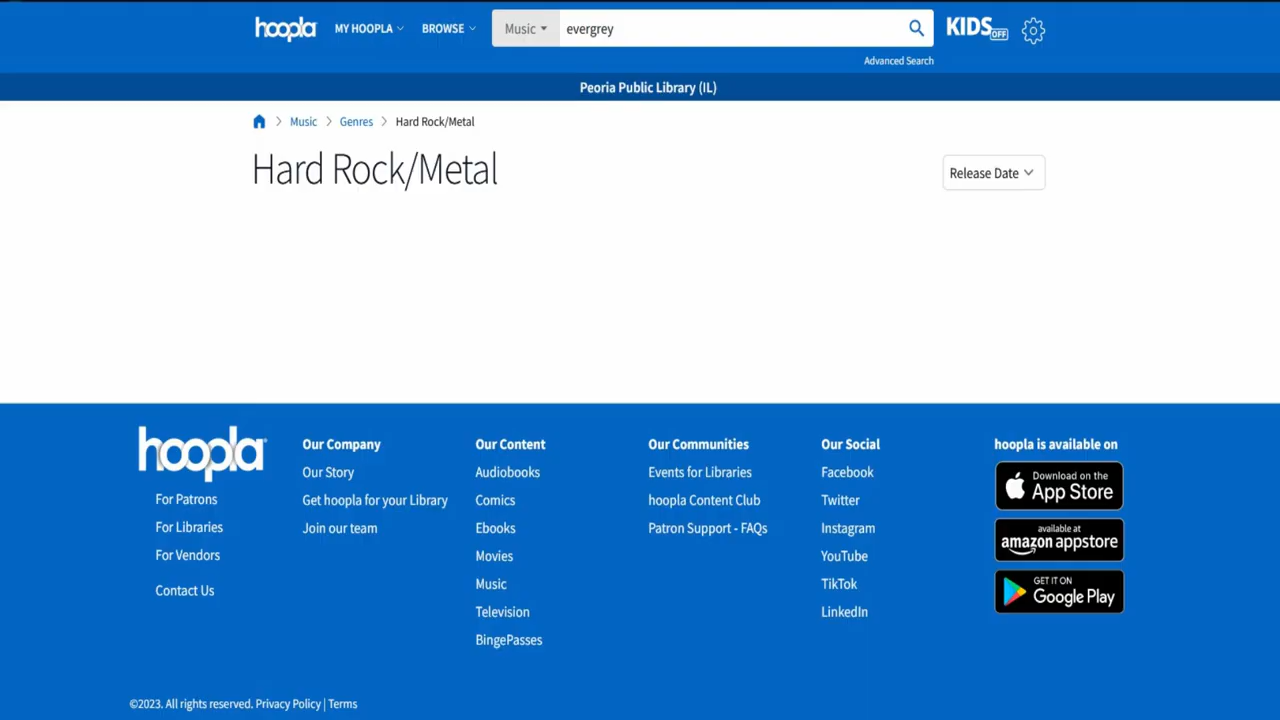 hoopla MY HOOPLA BROWSE Music evergrey KIDS OFF
Advanced Search
Peoria Public Library (IL)
Music Genres Hard Rock/Metal
Hard Rock/Metal
Release Date
hoopla
For Patrons
For Libraries
For Vendors
Contact Us
Our Company
Our Story
Get hoopla for your Library
Join our team
Our Content
Audiobooks
Comics
Ebooks
Movies
Music
Television
BingePasses
Our Communities
Events for Libraries
hoopla Content Club
Patron Support - FAQs
Our Social
Facebook
Twitter
Instagram
YouTube
TikTok
LinkedIn
hoopla is available on
Download on the
App Store
available at
amazon appstore
GET IT ON
Google Play
©2023. All rights reserved. Privacy Policy | Terms